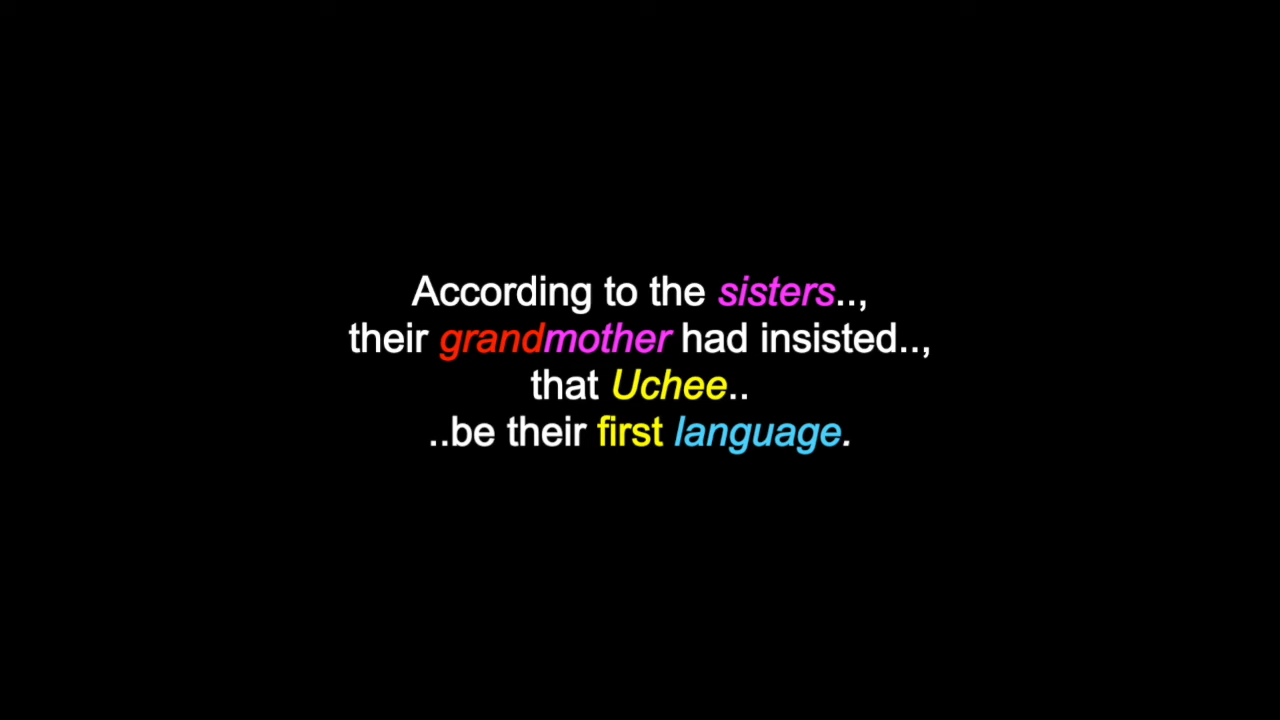 According to the sisters..,
their grandmother had insisted..,
that Uchee..
..be their first language.